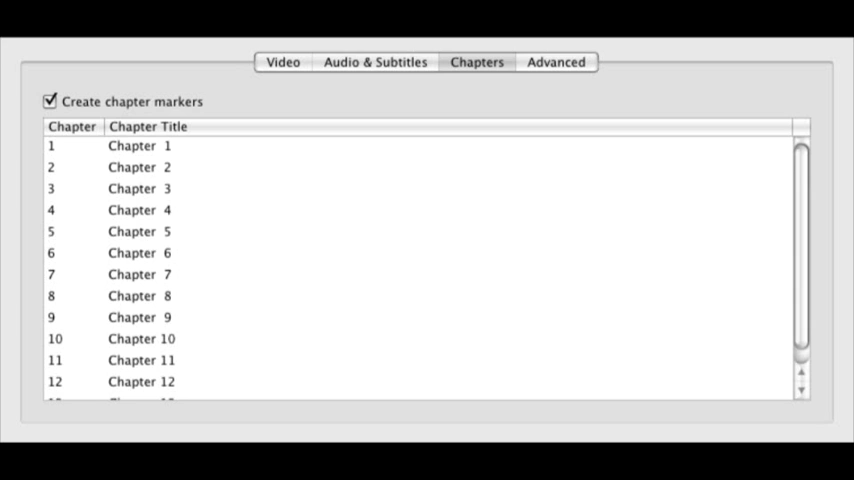 Video Audio & Subtitles Chapters Advanced
Create chapter markers
Chapter Chapter Title
1 Chapter 1
2 Chapter 2
3 Chapter 3
4 Chapter 4
5 Chapter 5
6 Chapter 6
7 Chapter 7
8 Chapter 8
9 Chapter 9
10 Chapter 10
11 Chapter 11
12 Chapter 12